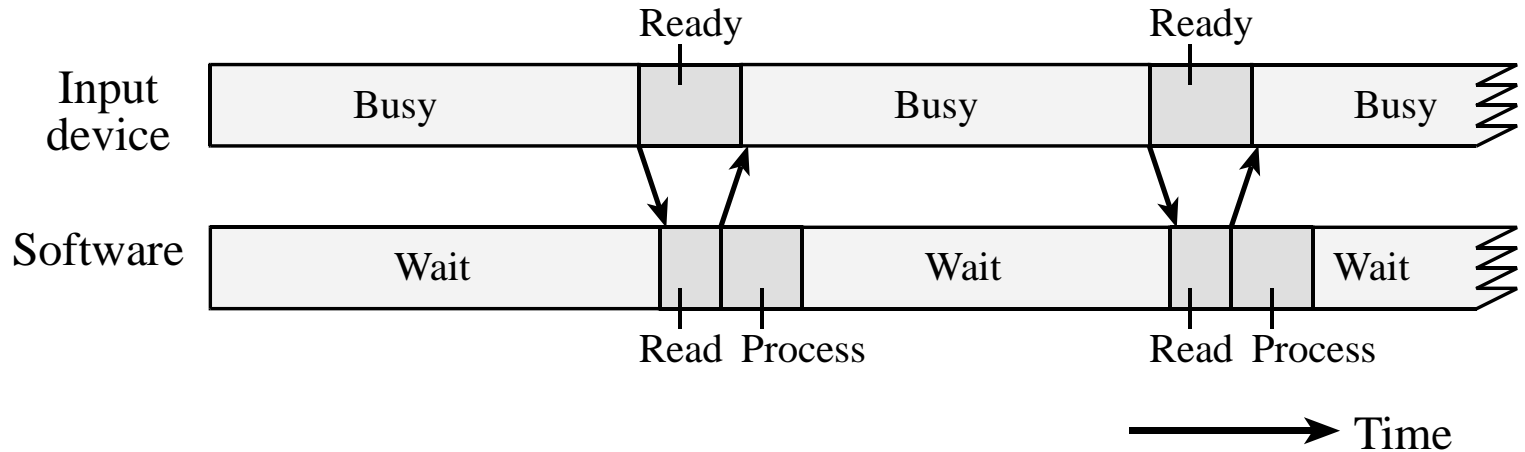 Ready Ready
Input
device
Busy Busy Busy
Software
Wait Wait Wait
Read Process Read Process
Time